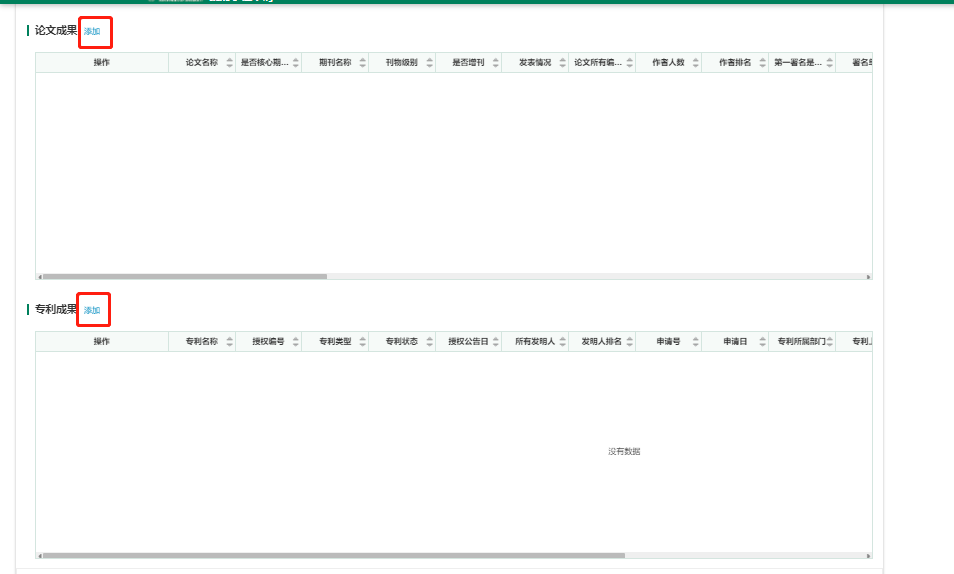 论文成果 添加
操作 论文名称 是否核心期... 期刊名称 刊物级别 是否增刊 发表情况 论文所有编... 作者人数 作者排名 第一署名是... 署名单
专利成果 添加
操作 专利名称 授权编号 专利类型 专利状态 授权公告日 所有发明人 发明人排名 申请号 申请日 专利所属部门 专利
没有数据